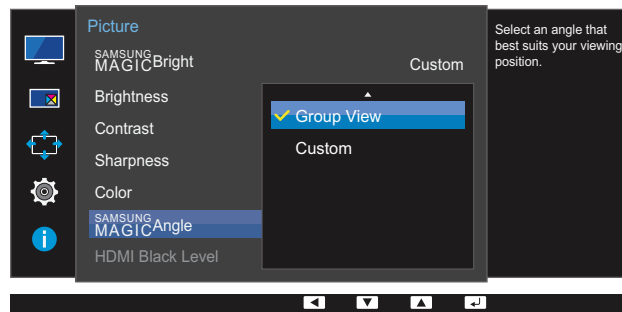 Picture
SAMSUNG
MAGICBright
Custom
Brightness
Contrast
Sharpness
Color
SAMSUNG
MAGICAngle
HDMI Black Level
Group View
Custom
Select an angle that
best suits your viewing
position.